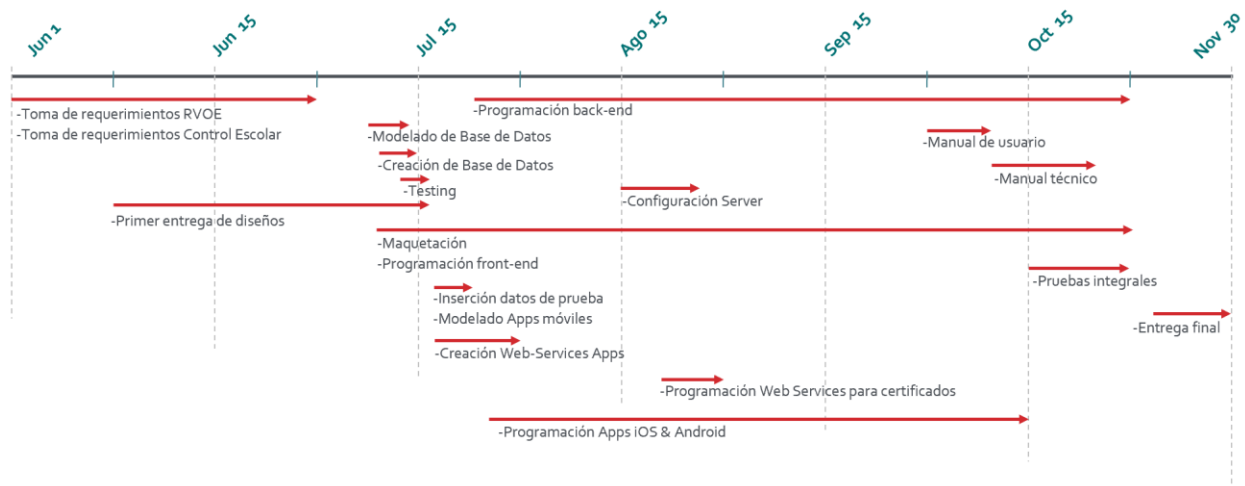 Jun 1
Jun 15
Jul 15
Ago 15
Sep 15
Oct 15
Nov 30
-Toma de requerimientos RVOE
-Toma de requerimientos Control Escolar
-Programación back-end
-Modelado de Base de Datos
-Manual de usuario
-Creación de Base de Datos
-Manual técnico
-Testing
-Configuración Server
-Primer entrega de diseños
-Maquetación
-Programación front-end
-Pruebas integrales
-Inserción datos de prueba
-Modelado Apps móviles
-Entrega final
-Creación Web-Services Apps
-Programación Web Services para certificados
-Programación Apps iOS & Android